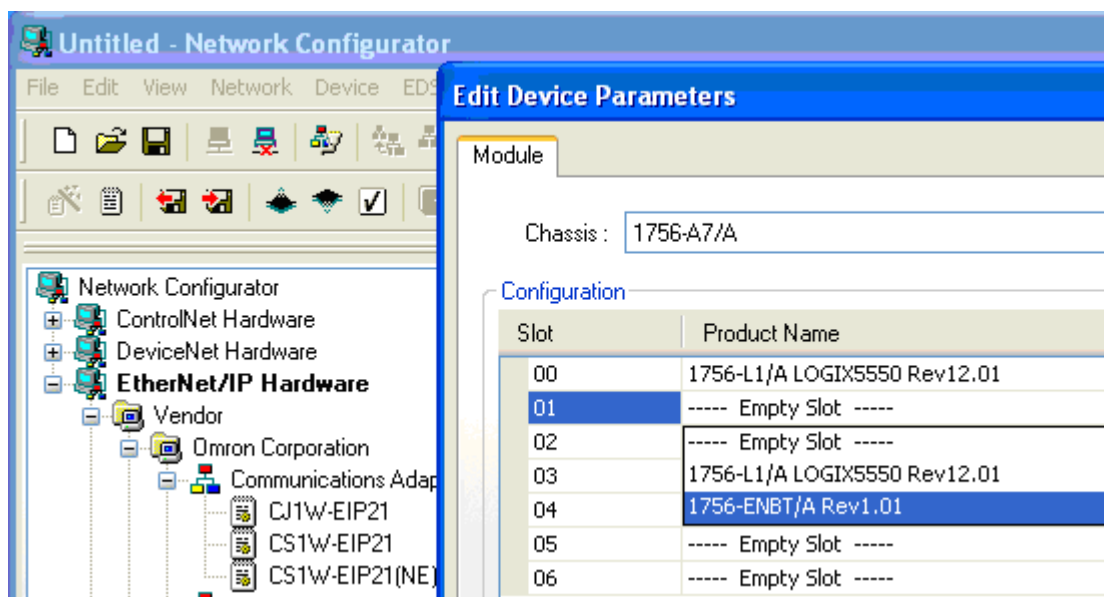 Untitled - Network Configurator
File Edit View Network Device EDS
Edit Device Parameters
Module
Chassis : 1756-A7/A
Network Configurator
ControlNet Hardware
DeviceNet Hardware
EtherNet/IP Hardware
Vendor
Omron Corporation
Communications Adap
CJ1W-EIP21
CS1W-EIP21
CS1W-EIP21(NE)
Configuration
Slot Product Name
00 1756-L1/A LOGIX5550 Rev12.01
01 ----- Empty Slot -----
02 ----- Empty Slot -----
03 1756-L1/A LOGIX5550 Rev12.01
04 1756-ENBT/A Rev1.01
05 ----- Empty Slot -----
06 ----- Empty Slot -----